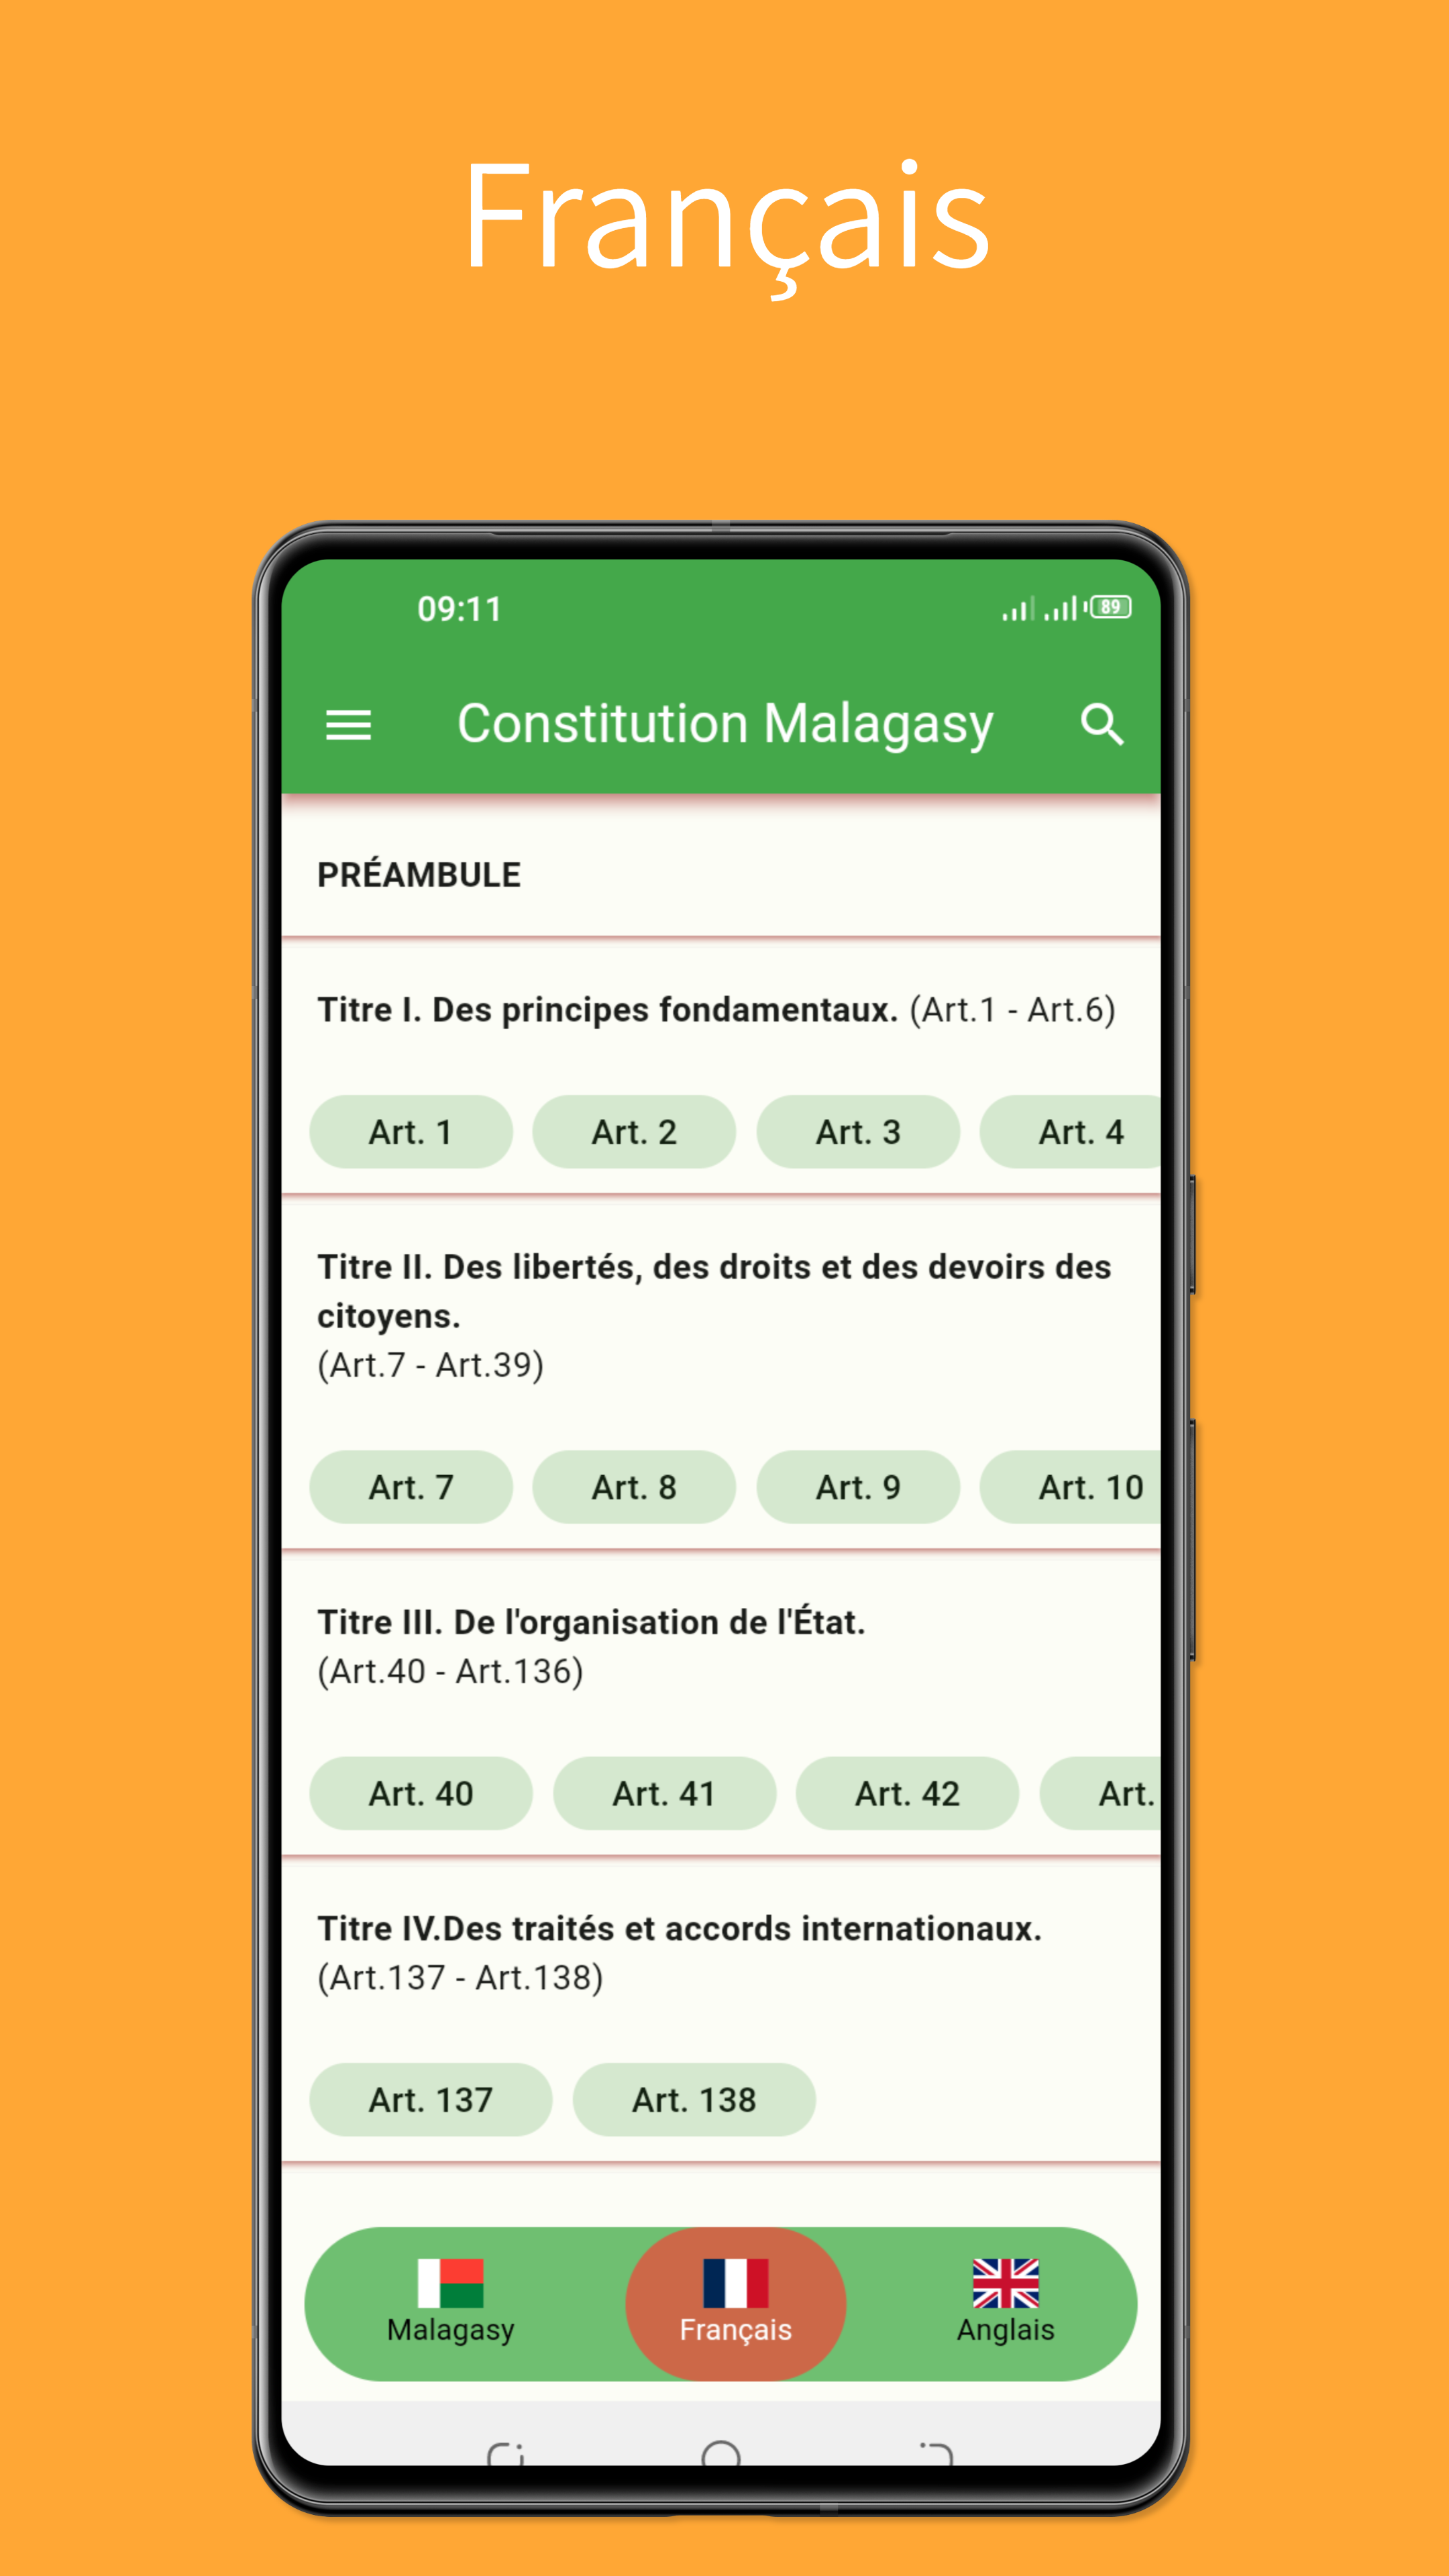 Français
09:11
89
Constitution Malagasy
PRÉAMBULE
Titre I. Des principes fondamentaux. (Art.1 - Art.6)
Art. 1 Art. 2 Art. 3 Art. 4
Titre II. Des libertés, des droits et des devoirs des
citoyens.
(Art.7 - Art.39)
Art. 7 Art. 8 Art. 9 Art. 10
Titre III. De l'organisation de l'État.
(Art.40 - Art.136)
Art. 40 Art. 41 Art. 42 Art.
Titre IV.Des traités et accords internationaux.
(Art.137 - Art.138)
Art. 137 Art. 138
Malagasy Français Anglais